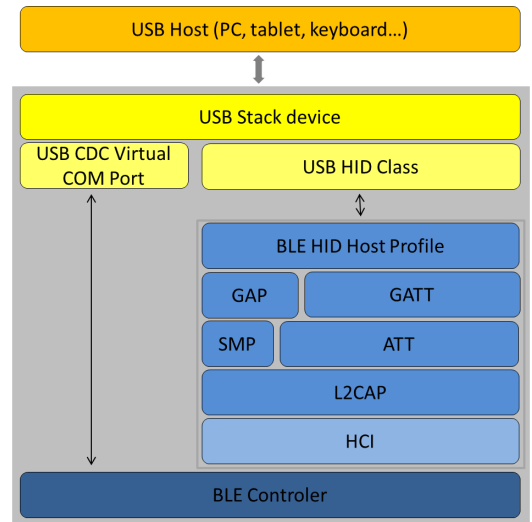 USB Host (PC, tablet, keyboard...)
USB Stack device
USB CDC Virtual
COM Port
USB HID Class
BLE HID Host Profile
GAP
GATT
SMP
ATT
L2CAP
HCI
BLE Controler